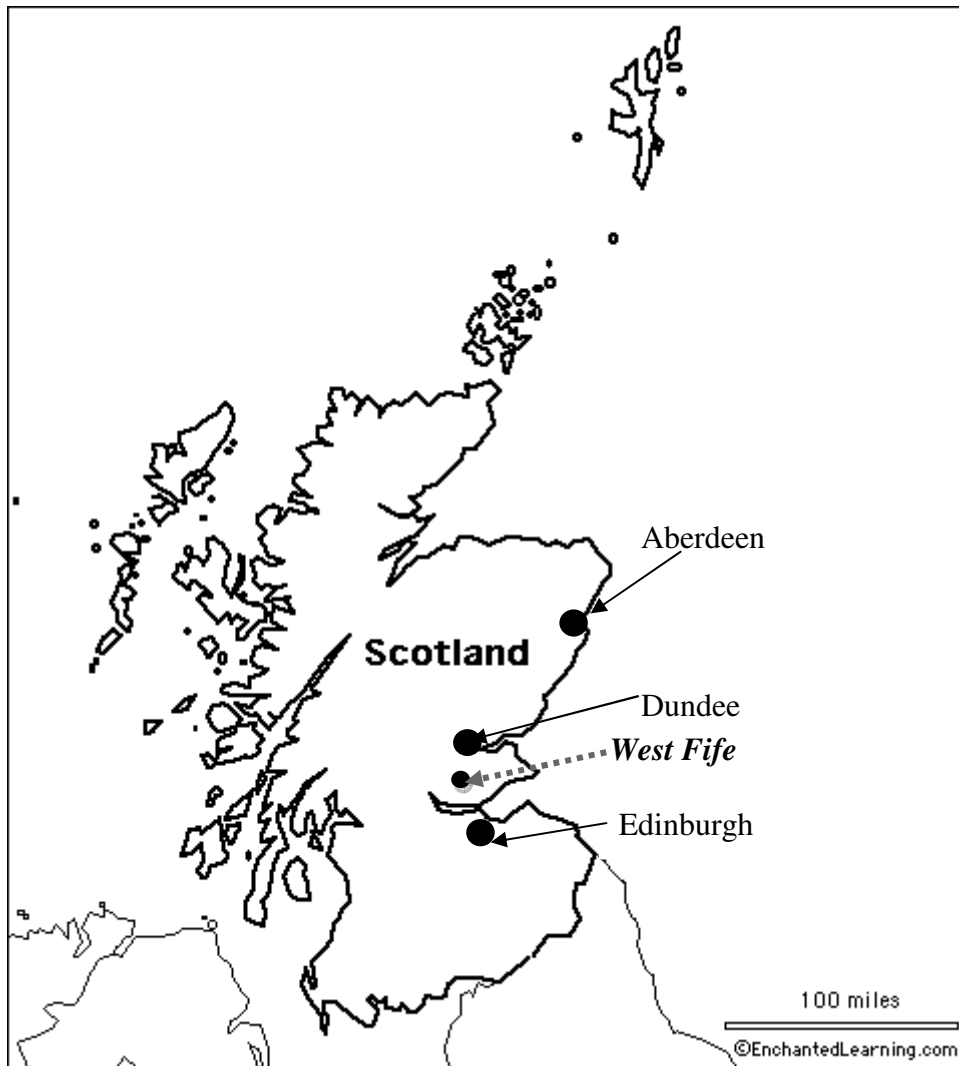 Aberdeen
Scotland
Dundee
West Fife
Edinburgh
100 miles
©EnchantedLearning.com